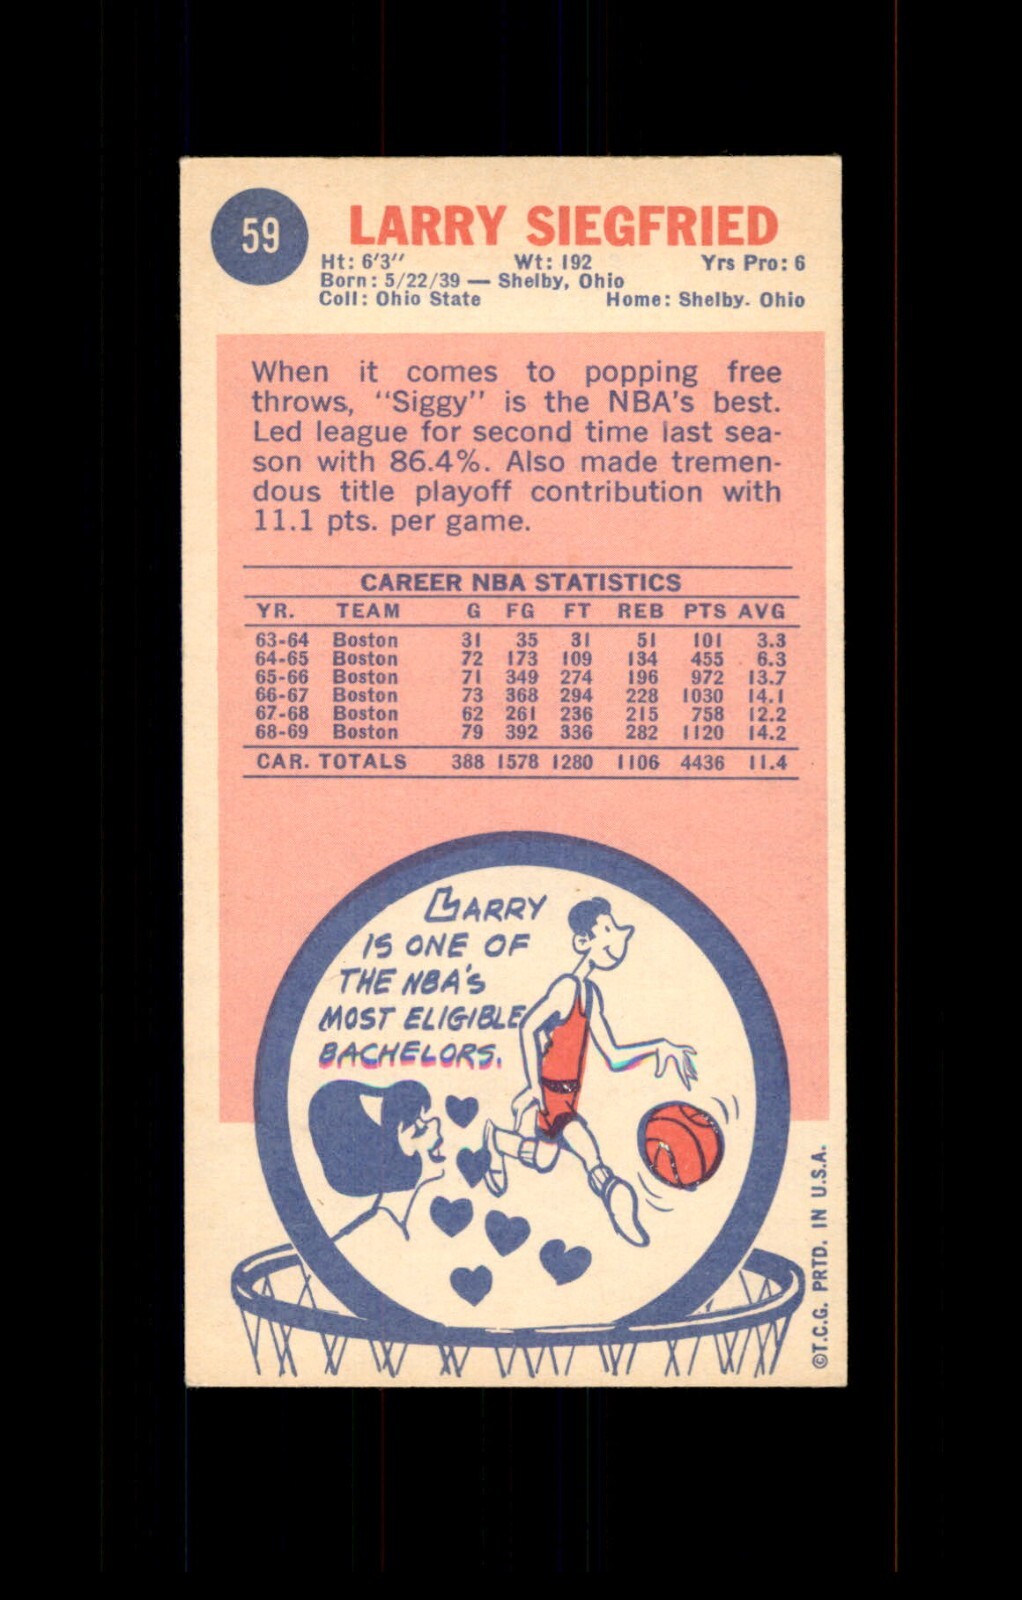 59
LARRY SIEGFRIED
Ht: 6'3" Wt: 192 Yrs Pro: 6
Born: 5/22/39 — Shelby, Ohio
Coll: Ohio State Home: Shelby. Ohio
When it comes to popping free
throws, "Siggy" is the NBA's best.
Led league for second time last sea-
son with 86.4%. Also made tremen-
dous title playoff contribution with
11.1 pts. per game.
CAREER NBA STATISTICS
YR. TEAM G FG FT REB PTS AVG
63-64 Boston 31 35 31 51 101 3.3
64-65 Boston 72 173 109 134 455 6.3
65-66 Boston 71 349 274 196 972 13.7
66-67 Boston 73 368 294 228 1030 14.1
67-68 Boston 62 261 236 215 758 12.2
68-69 Boston 79 392 336 282 1120 14.2
CAR. TOTALS 388 1578 1280 1106 4436 11.4
LARRY
IS ONE OF
THE NBA'S
MOST ELIGIBLE
BACHELORS.
©T.C.G. PRTD. IN U.S.A.